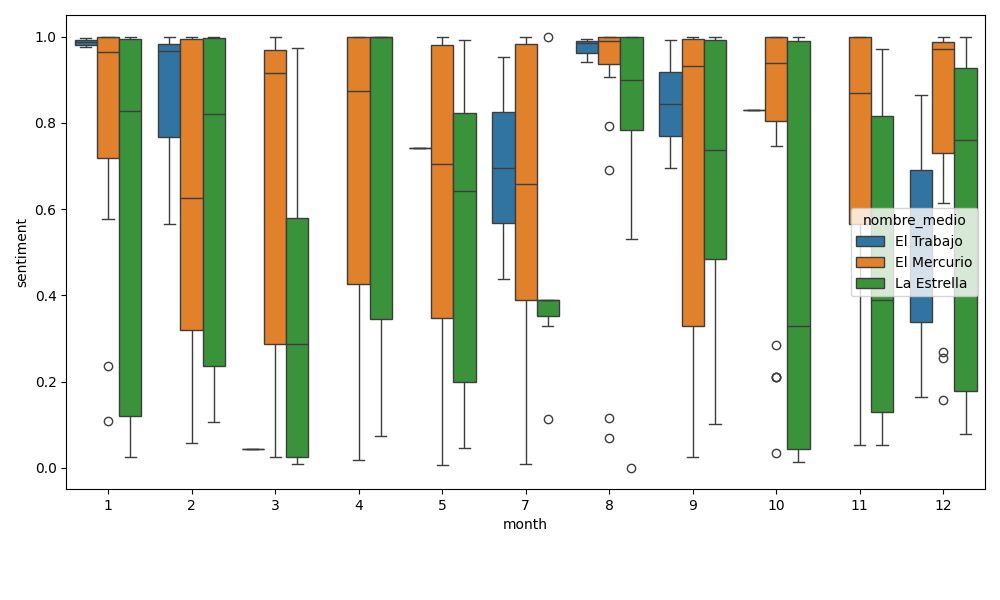 1.0
0.8
0.6
0.4
0.2
0.0
sentiment
nombre_medio
El Trabajo
El Mercurio
La Estrella
1 2 3 4 5 7 8 9 10 11 12
month